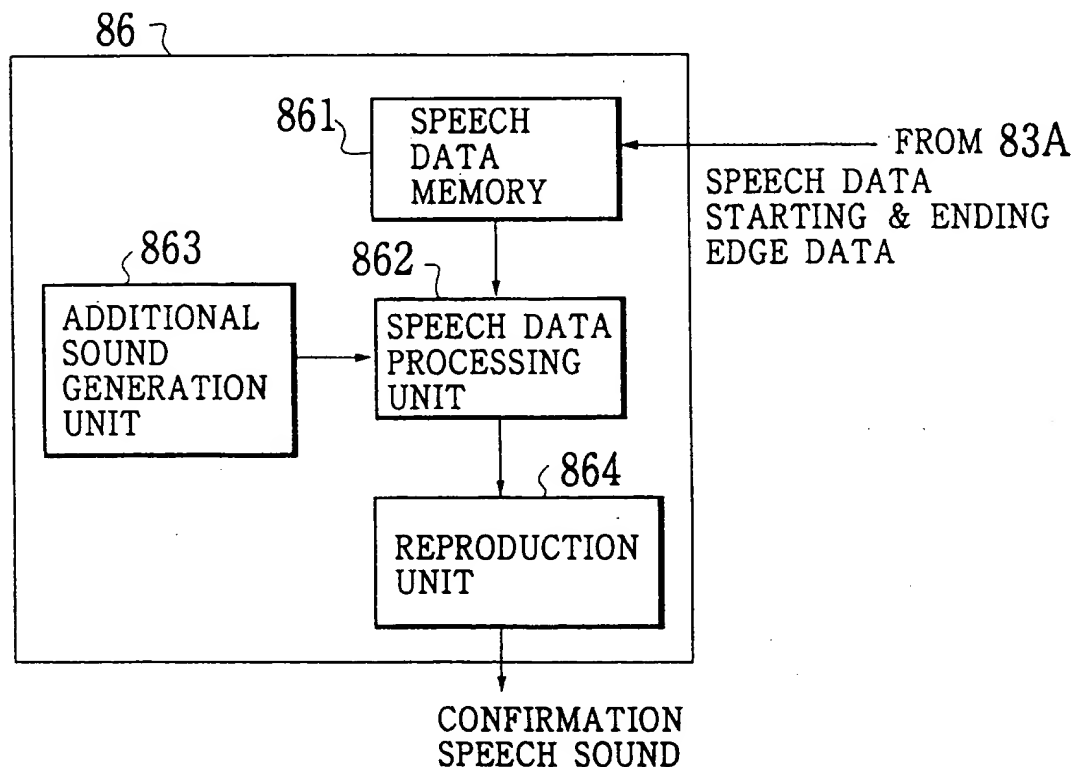 86
861
SPEECH
DATA
MEMORY
FROM 83A
SPEECH DATA
STARTING & ENDING
EDGE DATA
863
ADDITIONAL
SOUND
GENERATION
UNIT
862
SPEECH DATA
PROCESSING
UNIT
864
REPRODUCTION
UNIT
CONFIRMATION
SPEECH SOUND